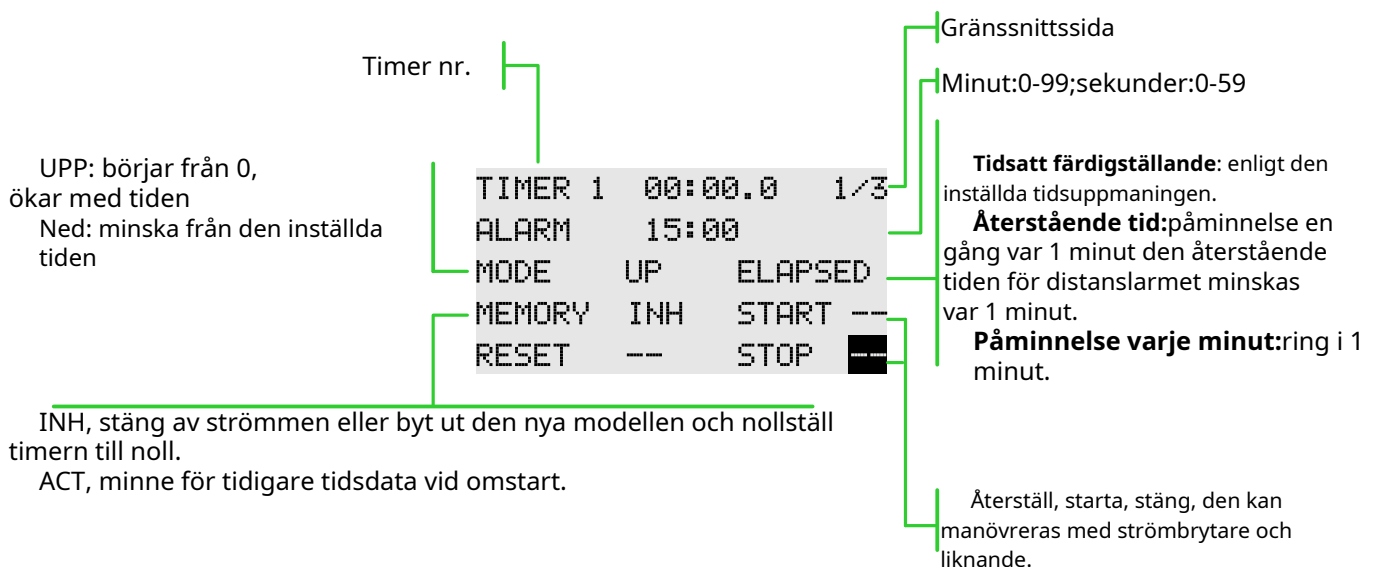 Gränssnittssida
Timer nr.
Minut:0-99;sekunder:0-59
UPP: börjar från 0,
ökar med tiden
Ned: minska från den inställda
tiden
TIMER 1 00:00.0 1/3
ALARM 15:00
MODE UP ELAPSED
MEMORY INH START --
RESET -- STOP --
Tidsatt färdigställande: enligt den
inställda tidsuppmaningen.
Återstående tid:påminnelse en
gång var 1 minut den återstående
tiden för distanslarmet minskas
var 1 minut.
Påminnelse varje minut:ring i 1
minut.
INH, stäng av strömmen eller byt ut den nya modellen och nollställ
timern till noll.
ACT, minne för tidigare tidsdata vid omstart.
Återställ, starta, stäng, den kan
manövreras med strömbrytare och
liknande.